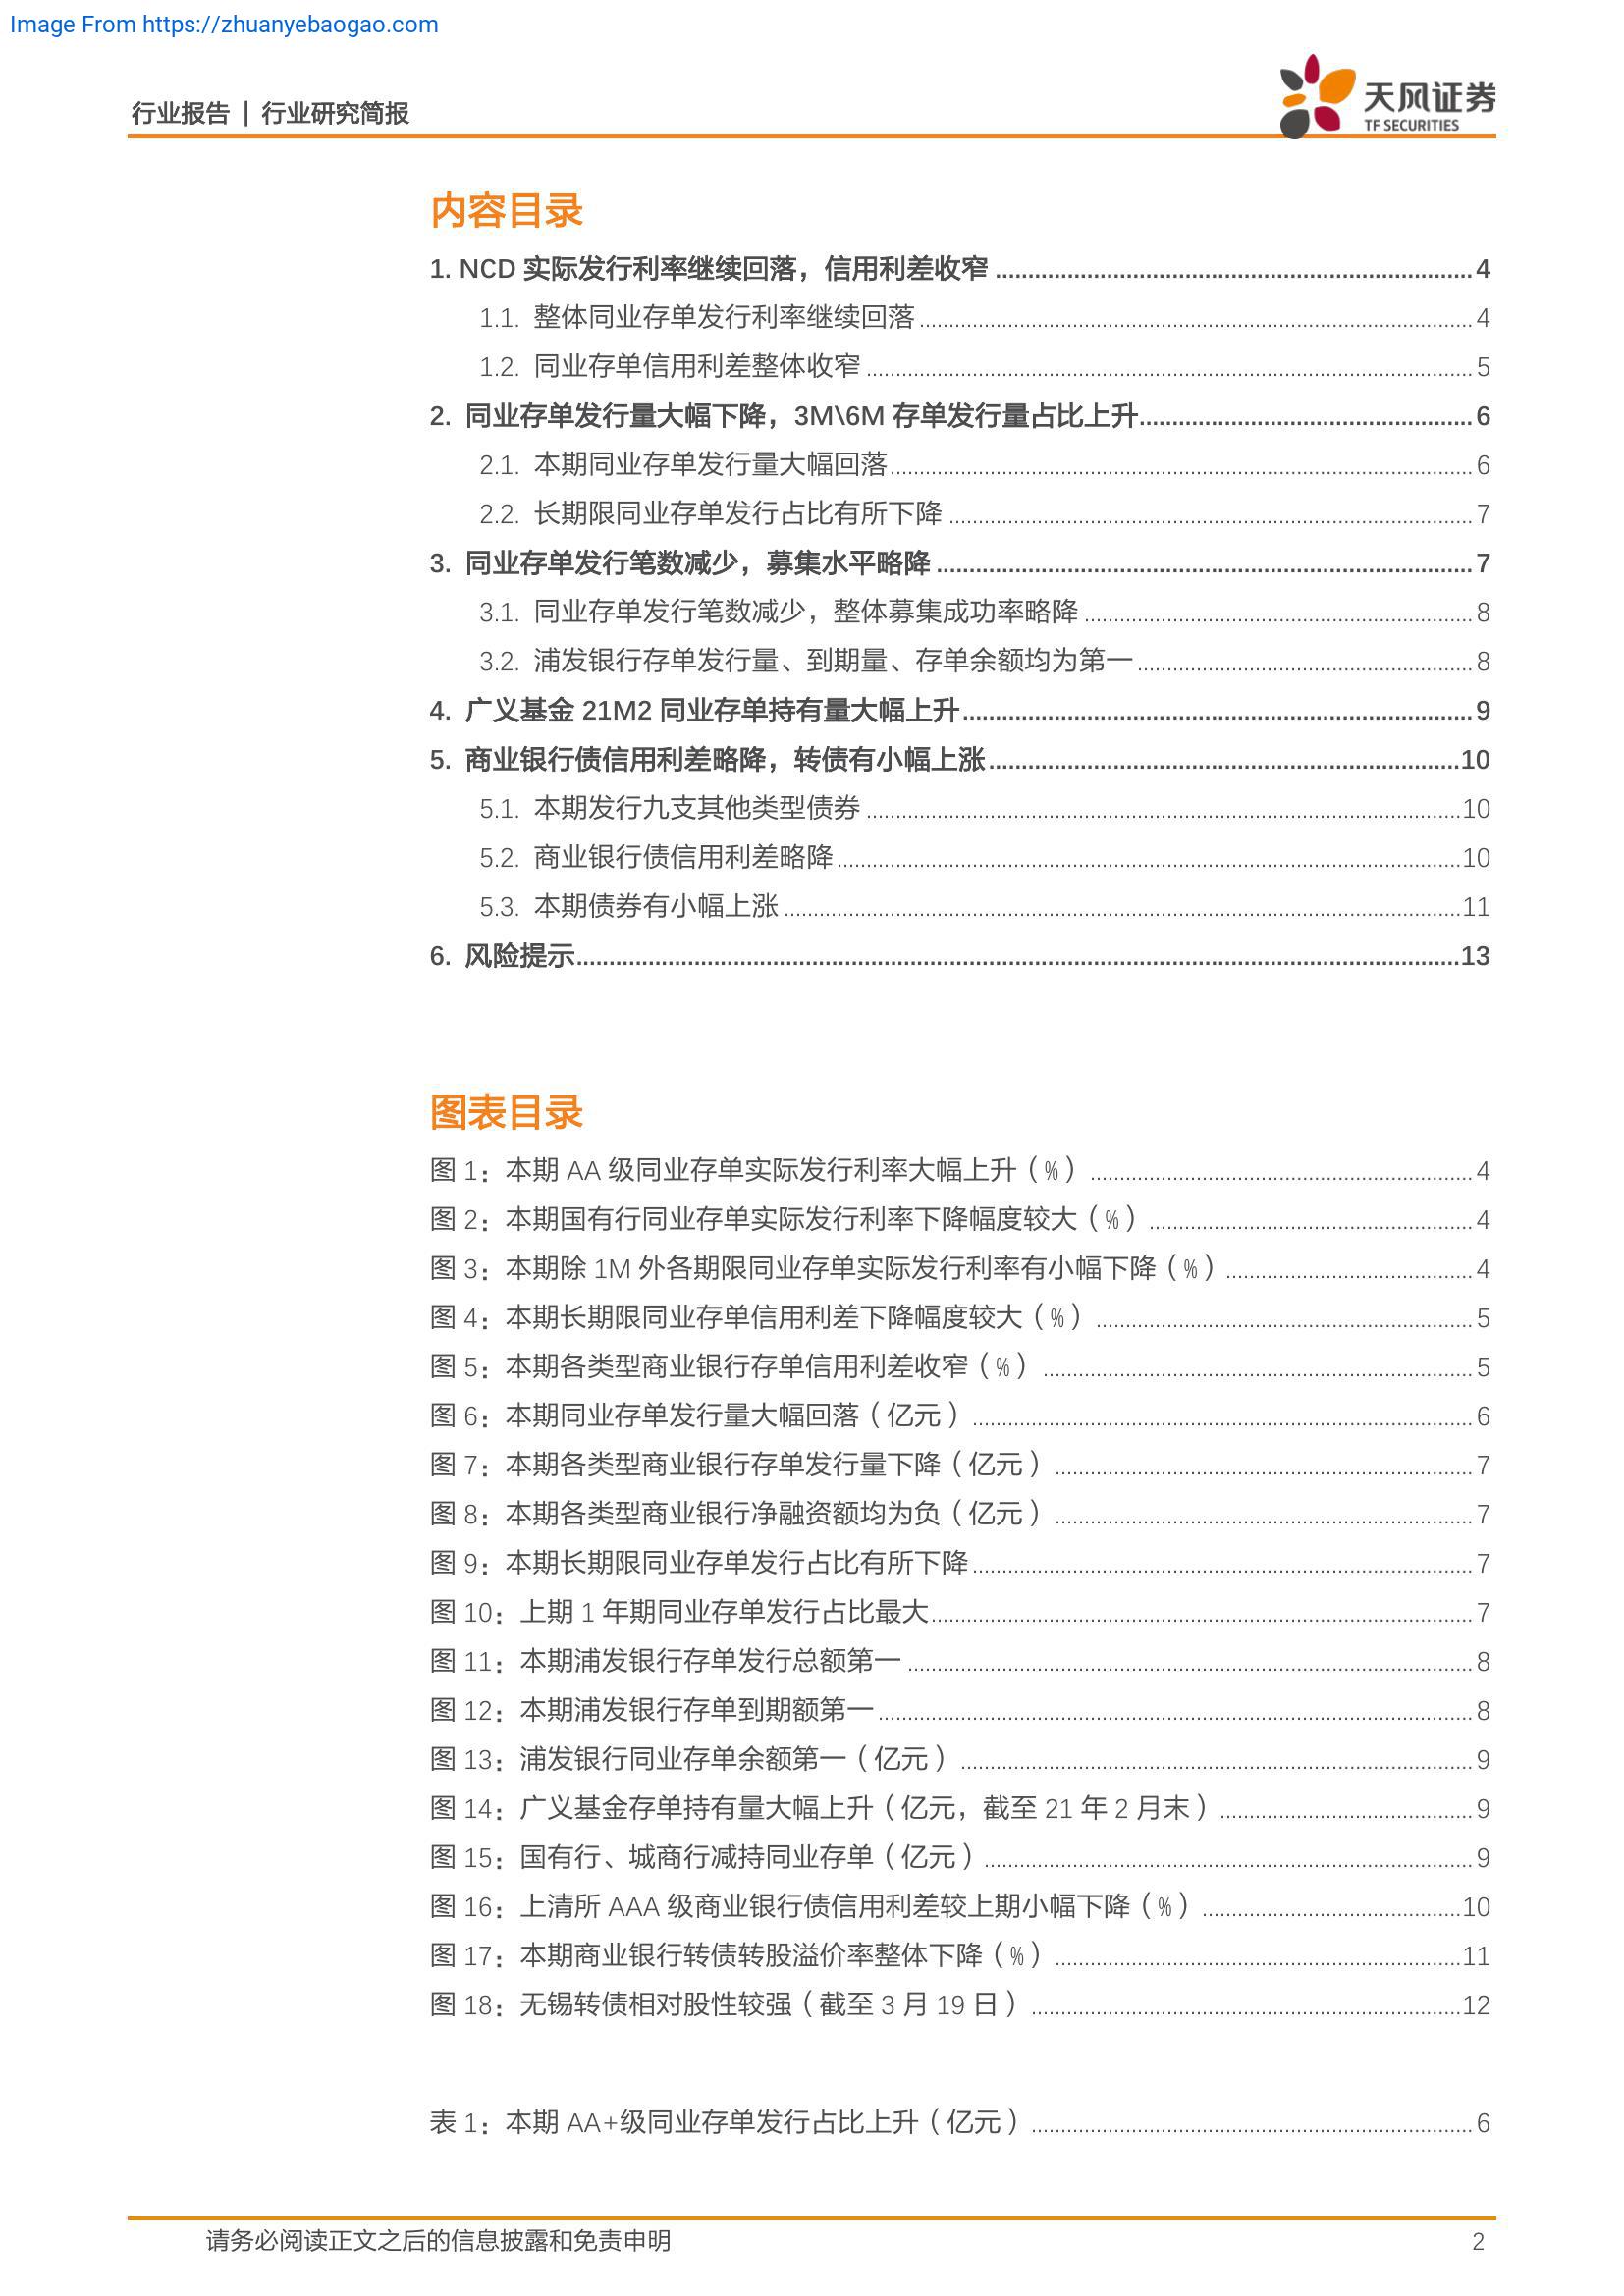 Image From https://zhuanyebaogao.com
行业报告 | 行业研究简报
天风证券
TF SECURITIES
内容目录
1. NCD 实际发行利率继续回落，信用利差收窄 ........ 4
1.1. 整体同业存单发行利率继续回落 ........ 4
1.2. 同业存单信用利差整体收窄 ........ 5
2. 同业存单发行量大幅下降，3M\6M 存单发行量占比上升 ........ 6
2.1. 本期同业存单发行量大幅回落 ........ 6
2.2. 长期限同业存单发行占比有所下降 ........ 7
3. 同业存单发行笔数减少，募集水平略降 ........ 7
3.1. 同业存单发行笔数减少，整体募集成功率略降 ........ 8
3.2. 浦发银行存单发行量、到期量、存单余额均为第一 ........ 8
4. 广义基金 21M2 同业存单持有量大幅上升 ........ 9
5. 商业银行债信用利差略降，转债有小幅上涨 ........ 10
5.1. 本期发行九支其他类型债券 ........ 10
5.2. 商业银行债信用利差略降 ........ 10
5.3. 本期债券有小幅上涨 ........ 11
6. 风险提示 ........ 13
图表目录
图 1：本期 AA 级同业存单实际发行利率大幅上升（%） ........ 4
图 2：本期国有行同业存单实际发行利率下降幅度较大（%） ........ 4
图 3：本期除 1M 外各期限同业存单实际发行利率有小幅下降（%） ........ 4
图 4：本期长期限同业存单信用利差下降幅度较大（%） ........ 5
图 5：本期各类型商业银行存单信用利差收窄（%） ........ 5
图 6：本期同业存单发行量大幅回落（亿元） ........ 6
图 7：本期各类型商业银行存单发行量下降（亿元） ........ 7
图 8：本期各类型商业银行净融资额均为负（亿元） ........ 7
图 9：本期长期限同业存单发行占比有所下降 ........ 7
图 10：上期 1 年期同业存单发行占比最大 ........ 7
图 11：本期浦发银行存单发行总额第一 ........ 8
图 12：本期浦发银行存单到期额第一 ........ 8
图 13：浦发银行同业存单余额第一（亿元） ........ 9
图 14：广义基金存单持有量大幅上升（亿元，截至 21 年 2 月末） ........ 9
图 15：国有行、城商行减持同业存单（亿元） ........ 9
图 16：上清所 AAA 级商业银行债信用利差较上期小幅下降（%） ........ 10
图 17：本期商业银行转债转股溢价率整体下降（%） ........ 11
图 18：无锡转债相对股性较强（截至 3 月 19 日） ........ 12
表 1：本期 AA+级同业存单发行占比上升（亿元） ........ 6
请务必阅读正文之后的信息披露和免责申明
2